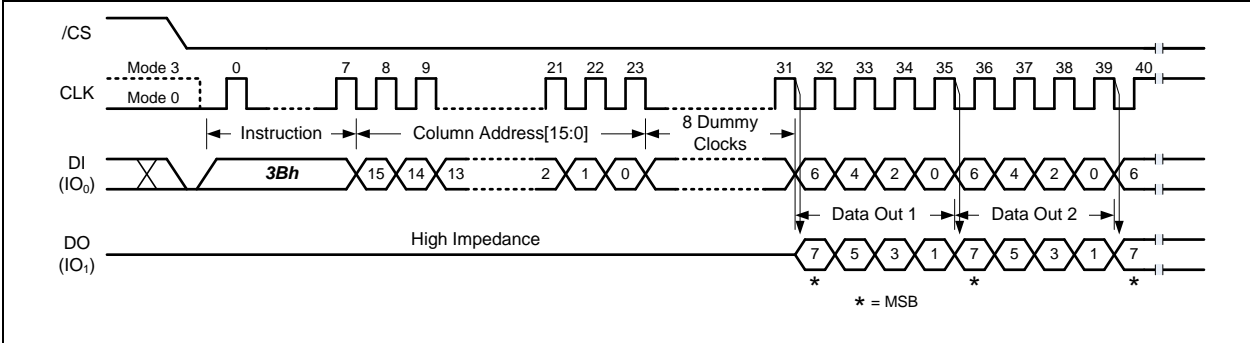 /CS
Mode 3
0 7 8 9 21 22 23 31 32 33 34 35 36 37 38 39 40
CLK
Mode 0
Instruction Column Address[15:0] 8 Dummy Clocks
DI
(IO₀)
3Bh 15 14 13 2 1 0 6 4 2 0 6 4 2 0 6
Data Out 1 Data Out 2
High Impedance
DO
(IO₁)
7 5 3 1 7 5 3 1 7
* * *
* = MSB